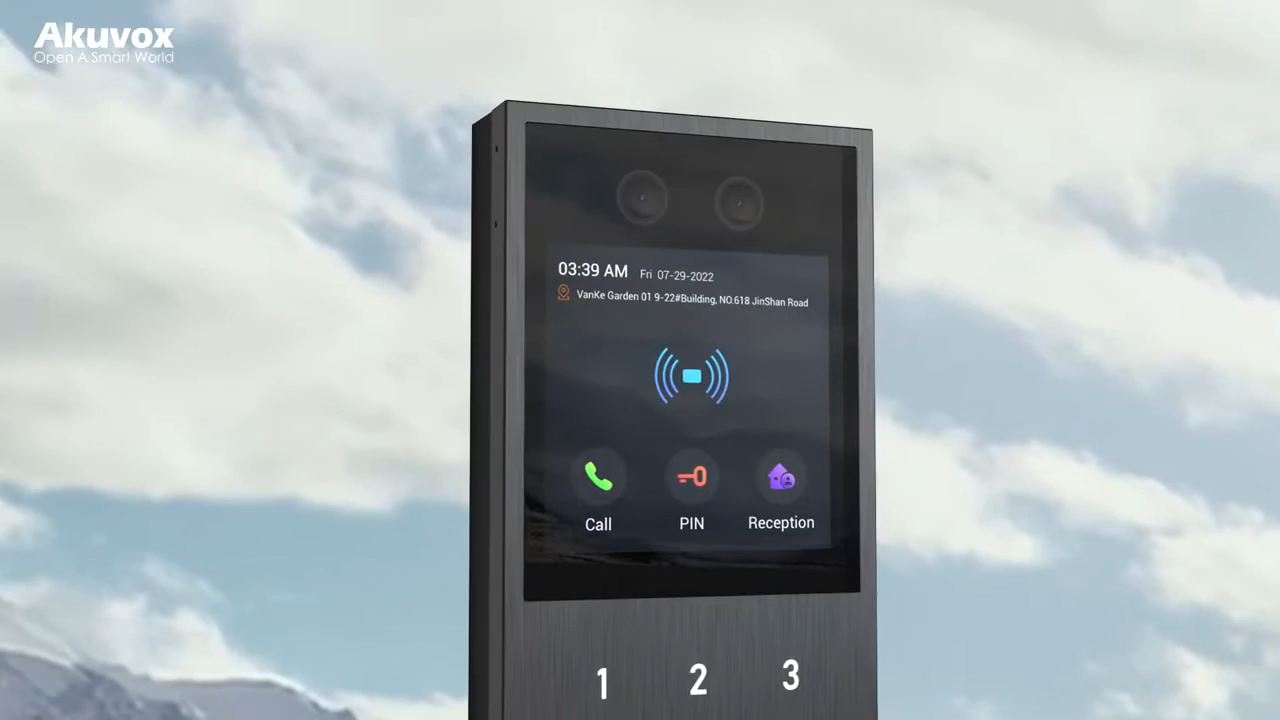 Akuvox
Open A Smart World
03:39 AM Fri 07-29-2022
VanKe Garden 01 9-22#Building, NO.618 JinShan Road
Call PIN Reception
1 2 3